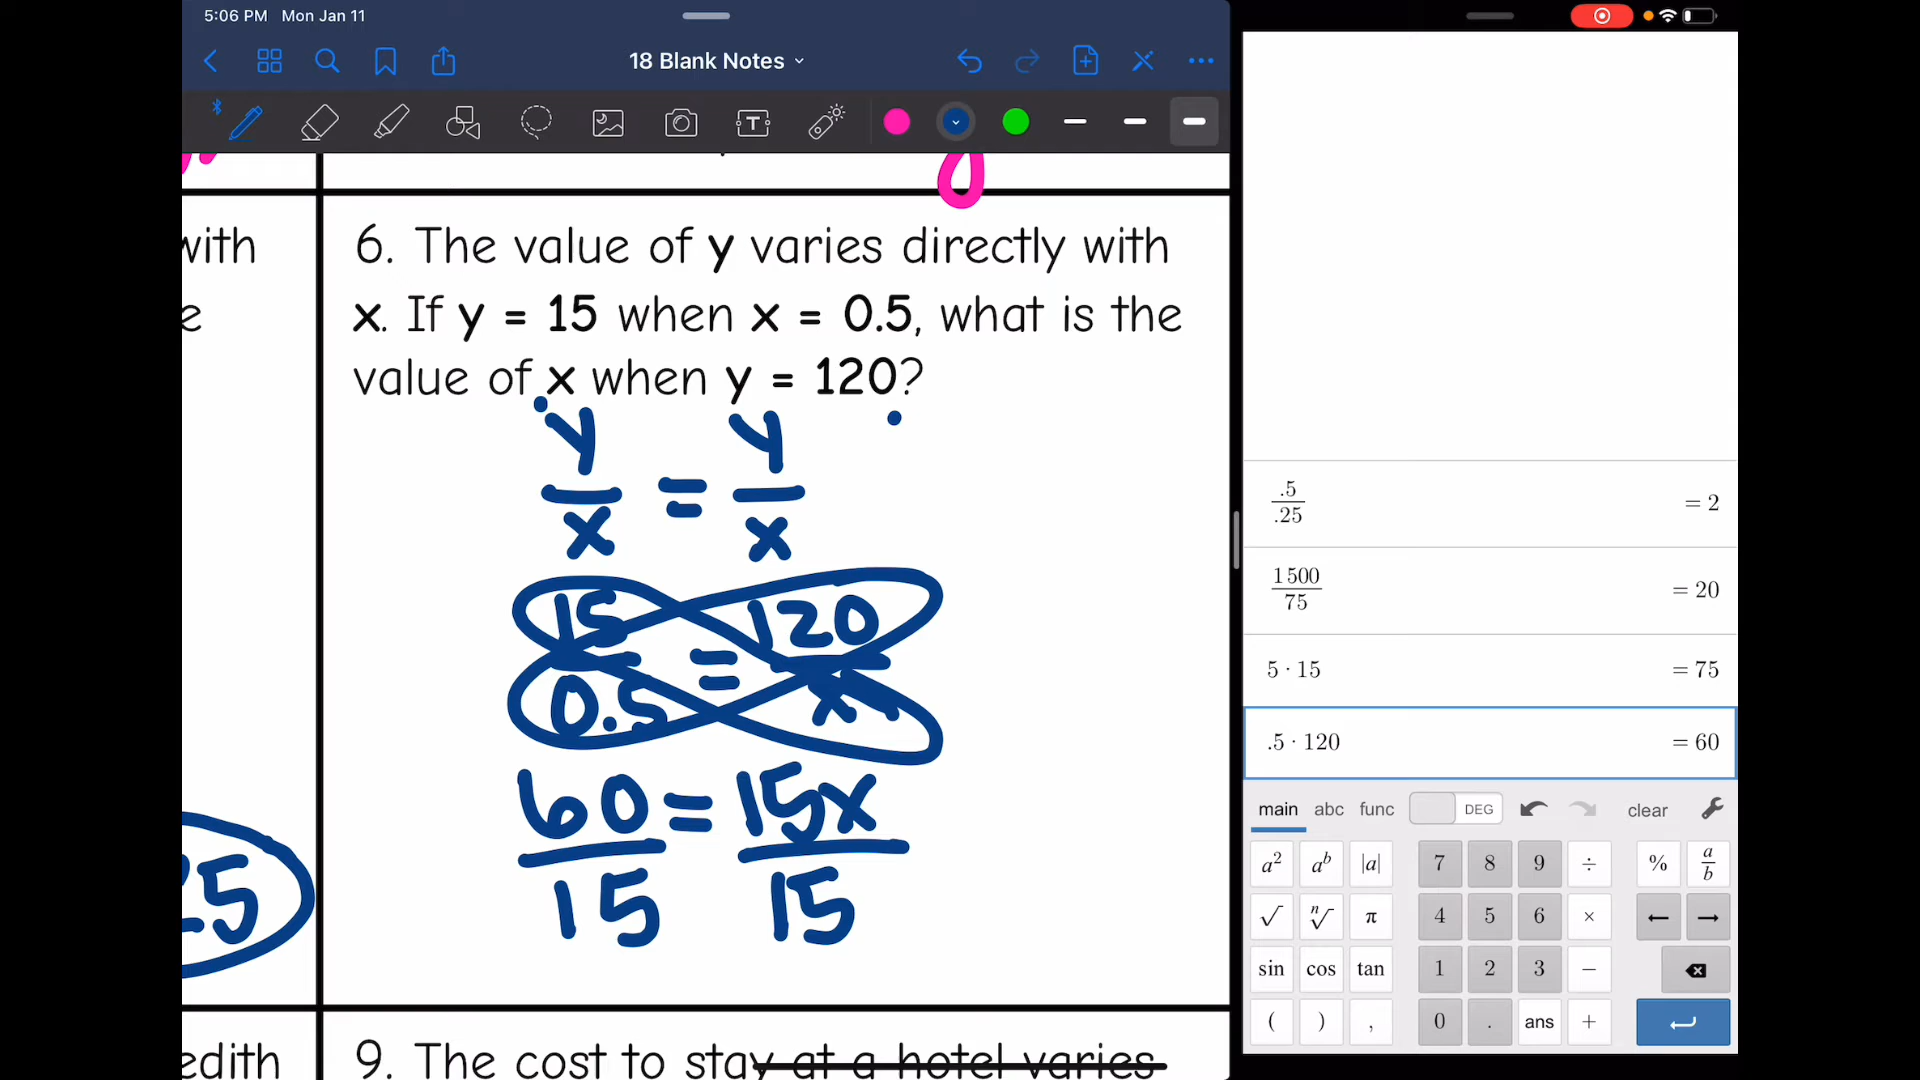 5:06 PM Mon Jan 11
18 Blank Notes
with
e
6. The value of y varies directly with
x. If y = 15 when x = 0.5, what is the
value of x when y = 120?
y/x = y/x
15/0.5 = 120/x
60/15 = 15x/15
25
edith
9. The cost to stay at a hotel varies
.5/.25 = 2
1500/75 = 20
5 · 15 = 75
.5 · 120 = 60
main abc func DEG clear
a² aᵇ |a| 7 8 9 ÷ % a/b
√ ⁿ√ π 4 5 6 × ← →
sin cos tan 1 2 3 −
( ) , 0 . ans +